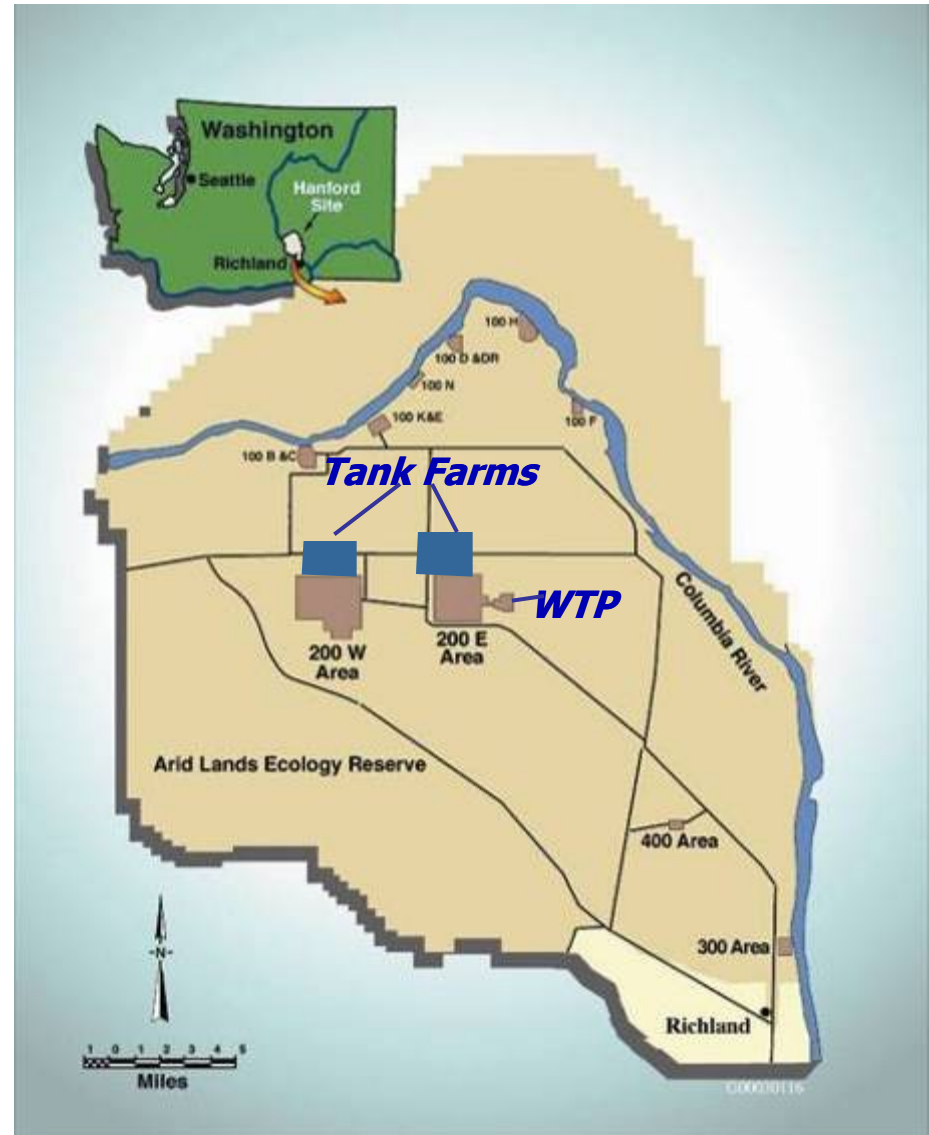 Washington
Seattle
Hanford
Site
Richland
100 H
100 D &DR
100 N
100 K&E
100 F
100 B &C
Tank Farms
WTP
Columbia River
200 W
Area
200 E
Area
Arid Lands Ecology Reserve
400 Area
300 Area
-N-
Richland
1 0 1 2 3 4 5
Miles